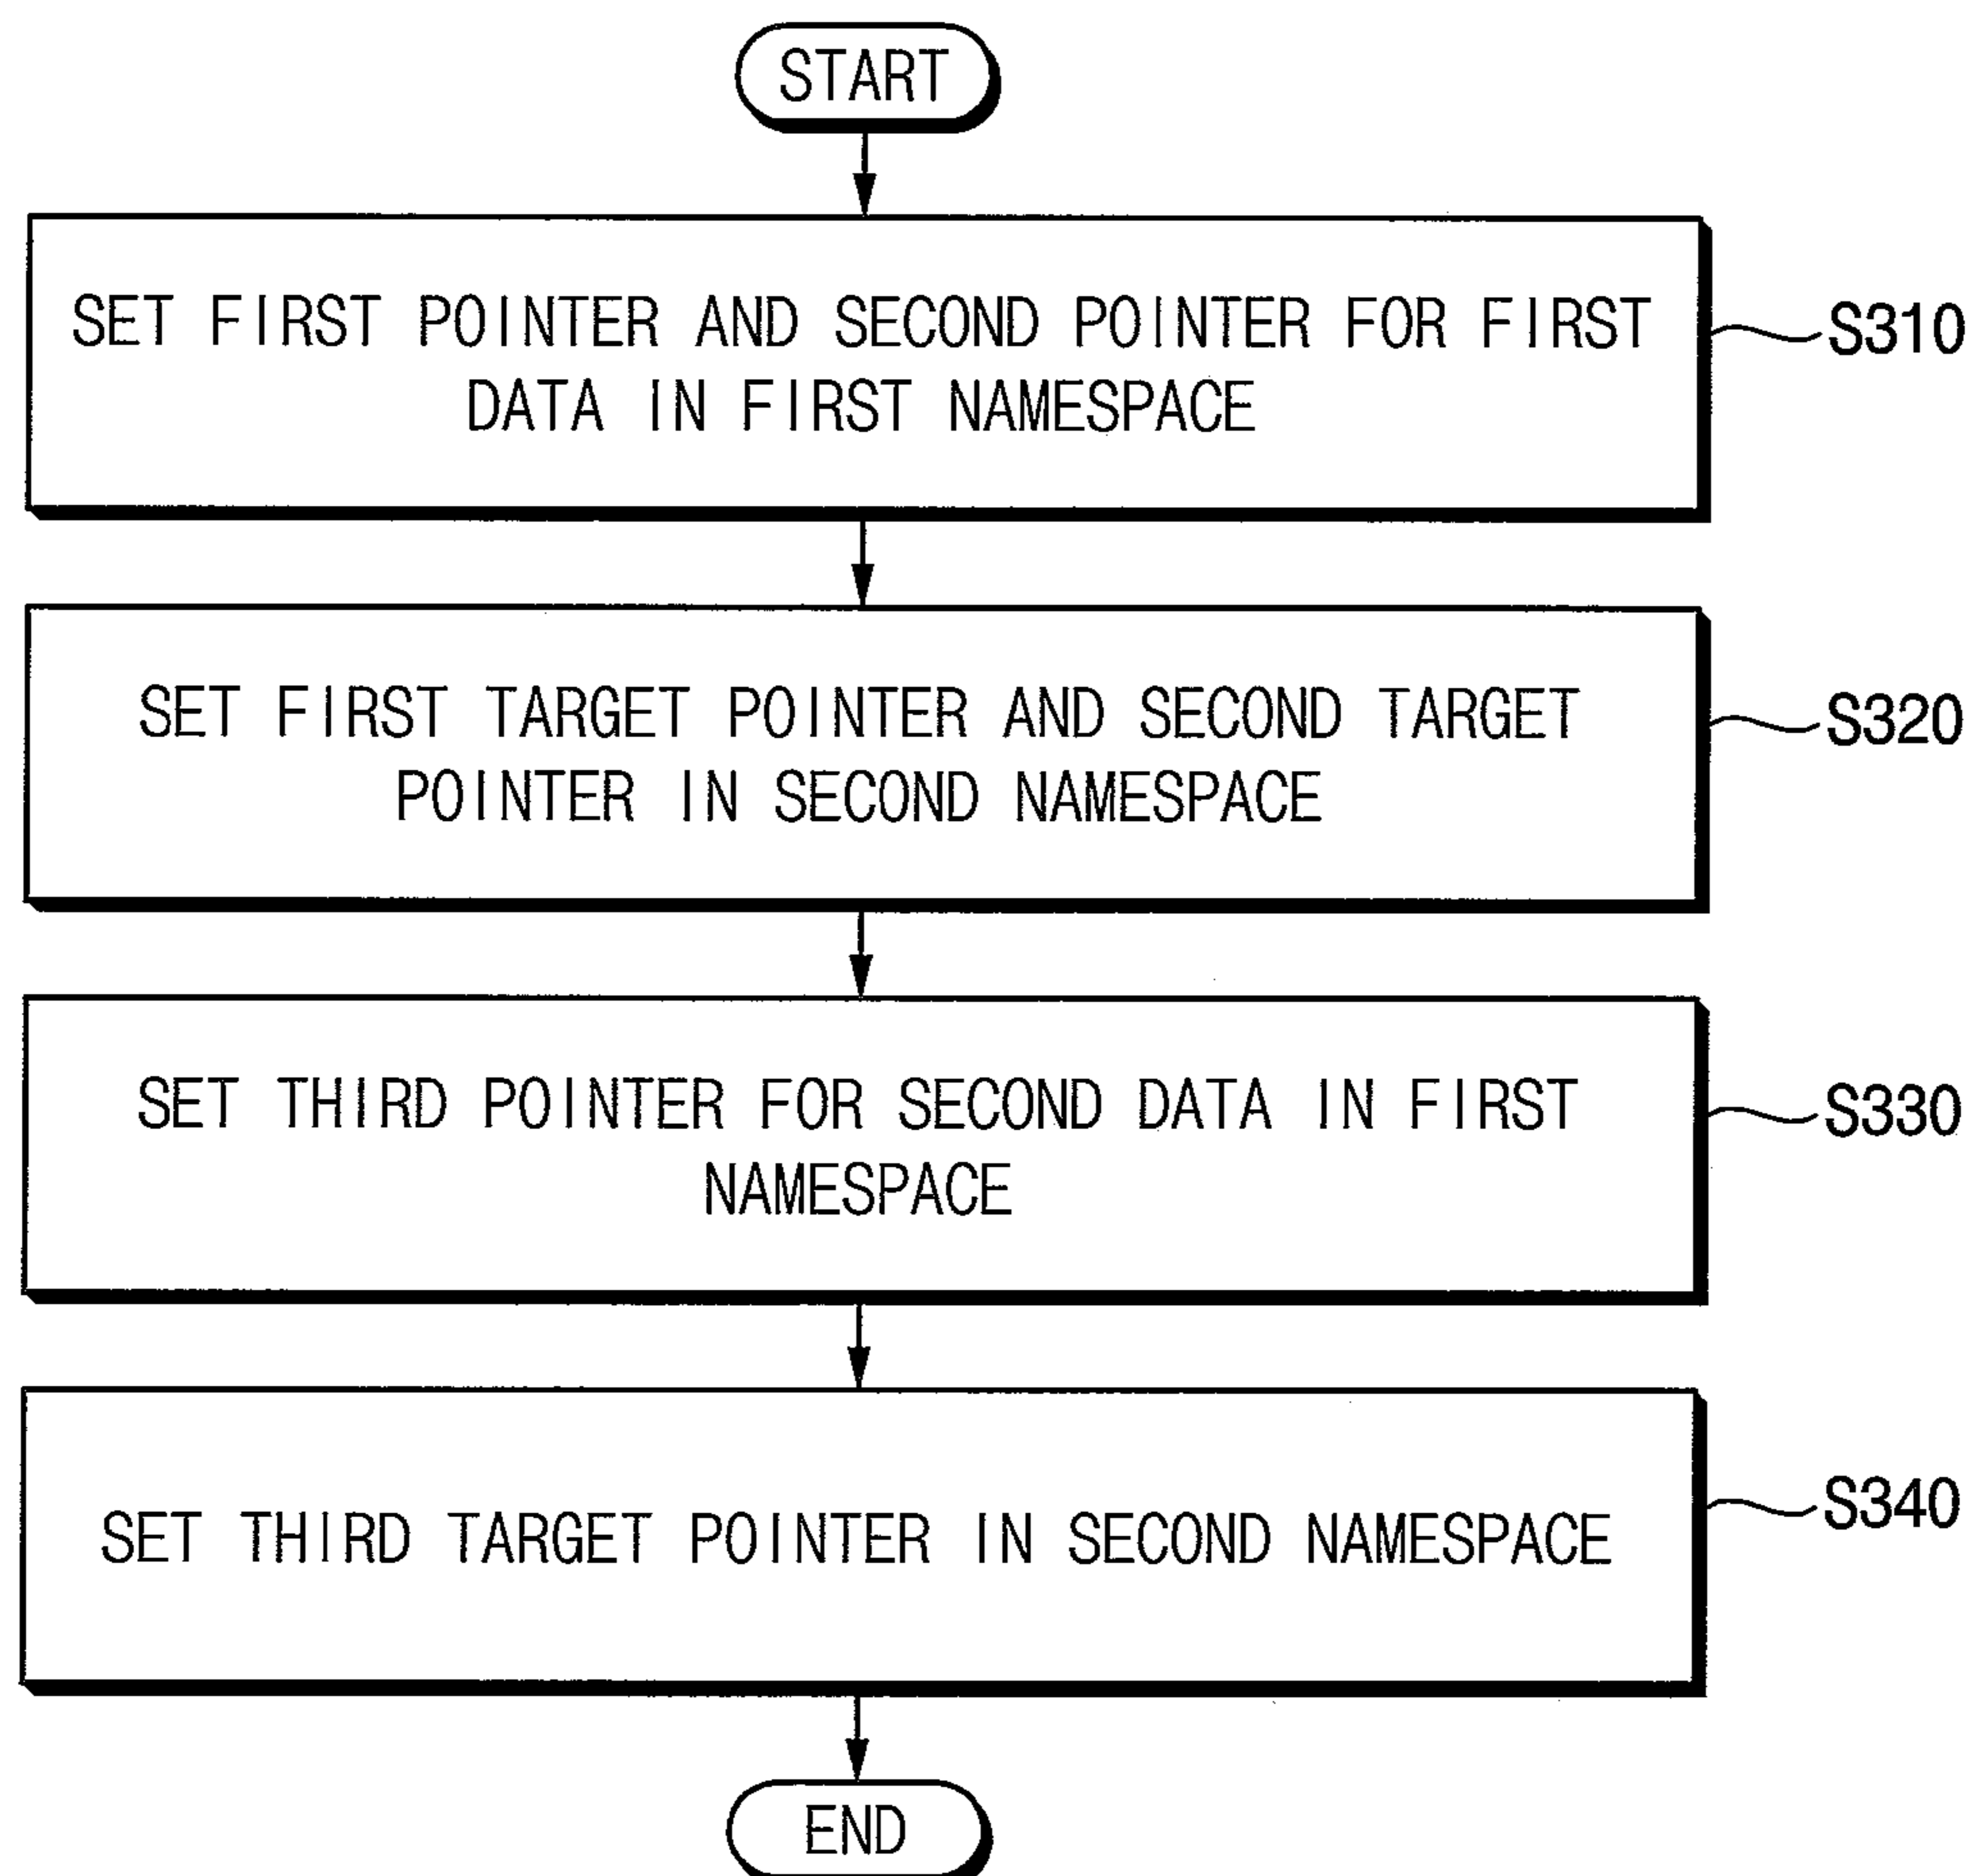 START
SET FIRST POINTER AND SECOND POINTER FOR FIRST
DATA IN FIRST NAMESPACE
S310
SET FIRST TARGET POINTER AND SECOND TARGET
POINTER IN SECOND NAMESPACE
S320
SET THIRD POINTER FOR SECOND DATA IN FIRST
NAMESPACE
S330
SET THIRD TARGET POINTER IN SECOND NAMESPACE
S340
END